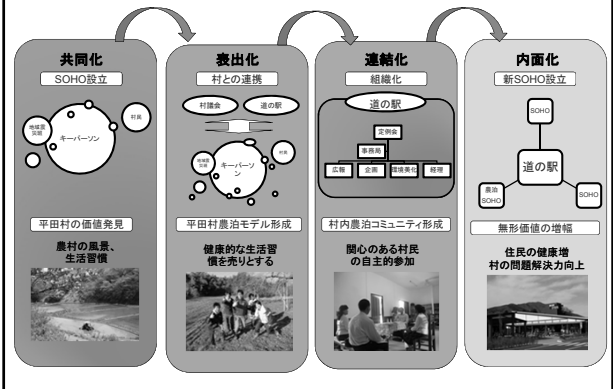 共同化
SOHO設立
村民
キーパーソン
平田村の価値発見
農村の風景、
生活習慣
表出化
村との連携
村議会
道の駅
村民
キーパーソ
ン
平田村農泊モデル形成
健康的な生活習
慣を売りとする
連結化
組織化
道の駅
定例会
事務局
広報
企画
環境美化
経理
村内農泊コミュニティ形成
関心のある村民
の自主的参加
内面化
新SOHO設立
SOHO
道の駅
農泊
SOHO
SOHO
無形価値の増幅
住民の健康増
村の問題解決力向上